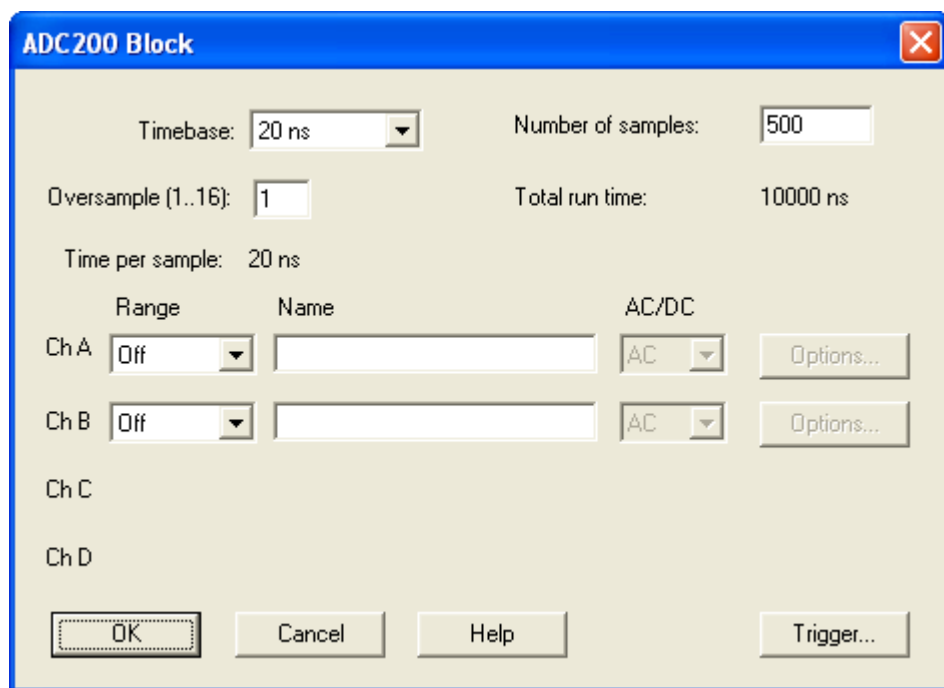 ADC200 Block
Timebase: 20 ns Number of samples: 500
Oversample (1..16): 1 Total run time: 10000 ns
Time per sample: 20 ns
Range Name AC/DC
Ch A Off AC Options...
Ch B Off AC Options...
Ch C
Ch D
OK Cancel Help Trigger...